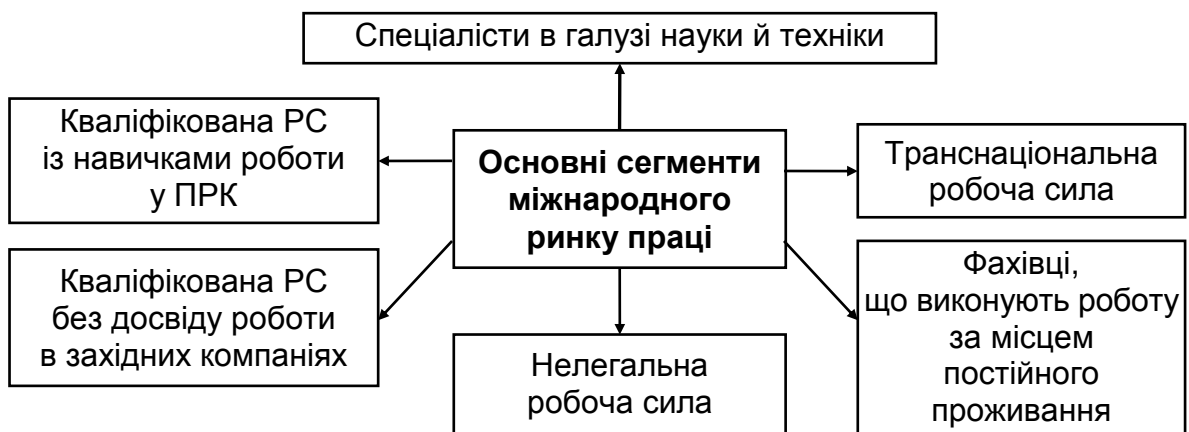 Спеціалісти в галузі науки й техніки
Кваліфікована РС
із навичками роботи
у ПРК
Основні сегменти
міжнародного
ринку праці
Транснаціональна
робоча сила
Кваліфікована РС
без досвіду роботи
в західних компаніях
Нелегальна
робоча сила
Фахівці,
що виконують роботу
за місцем
постійного
проживання